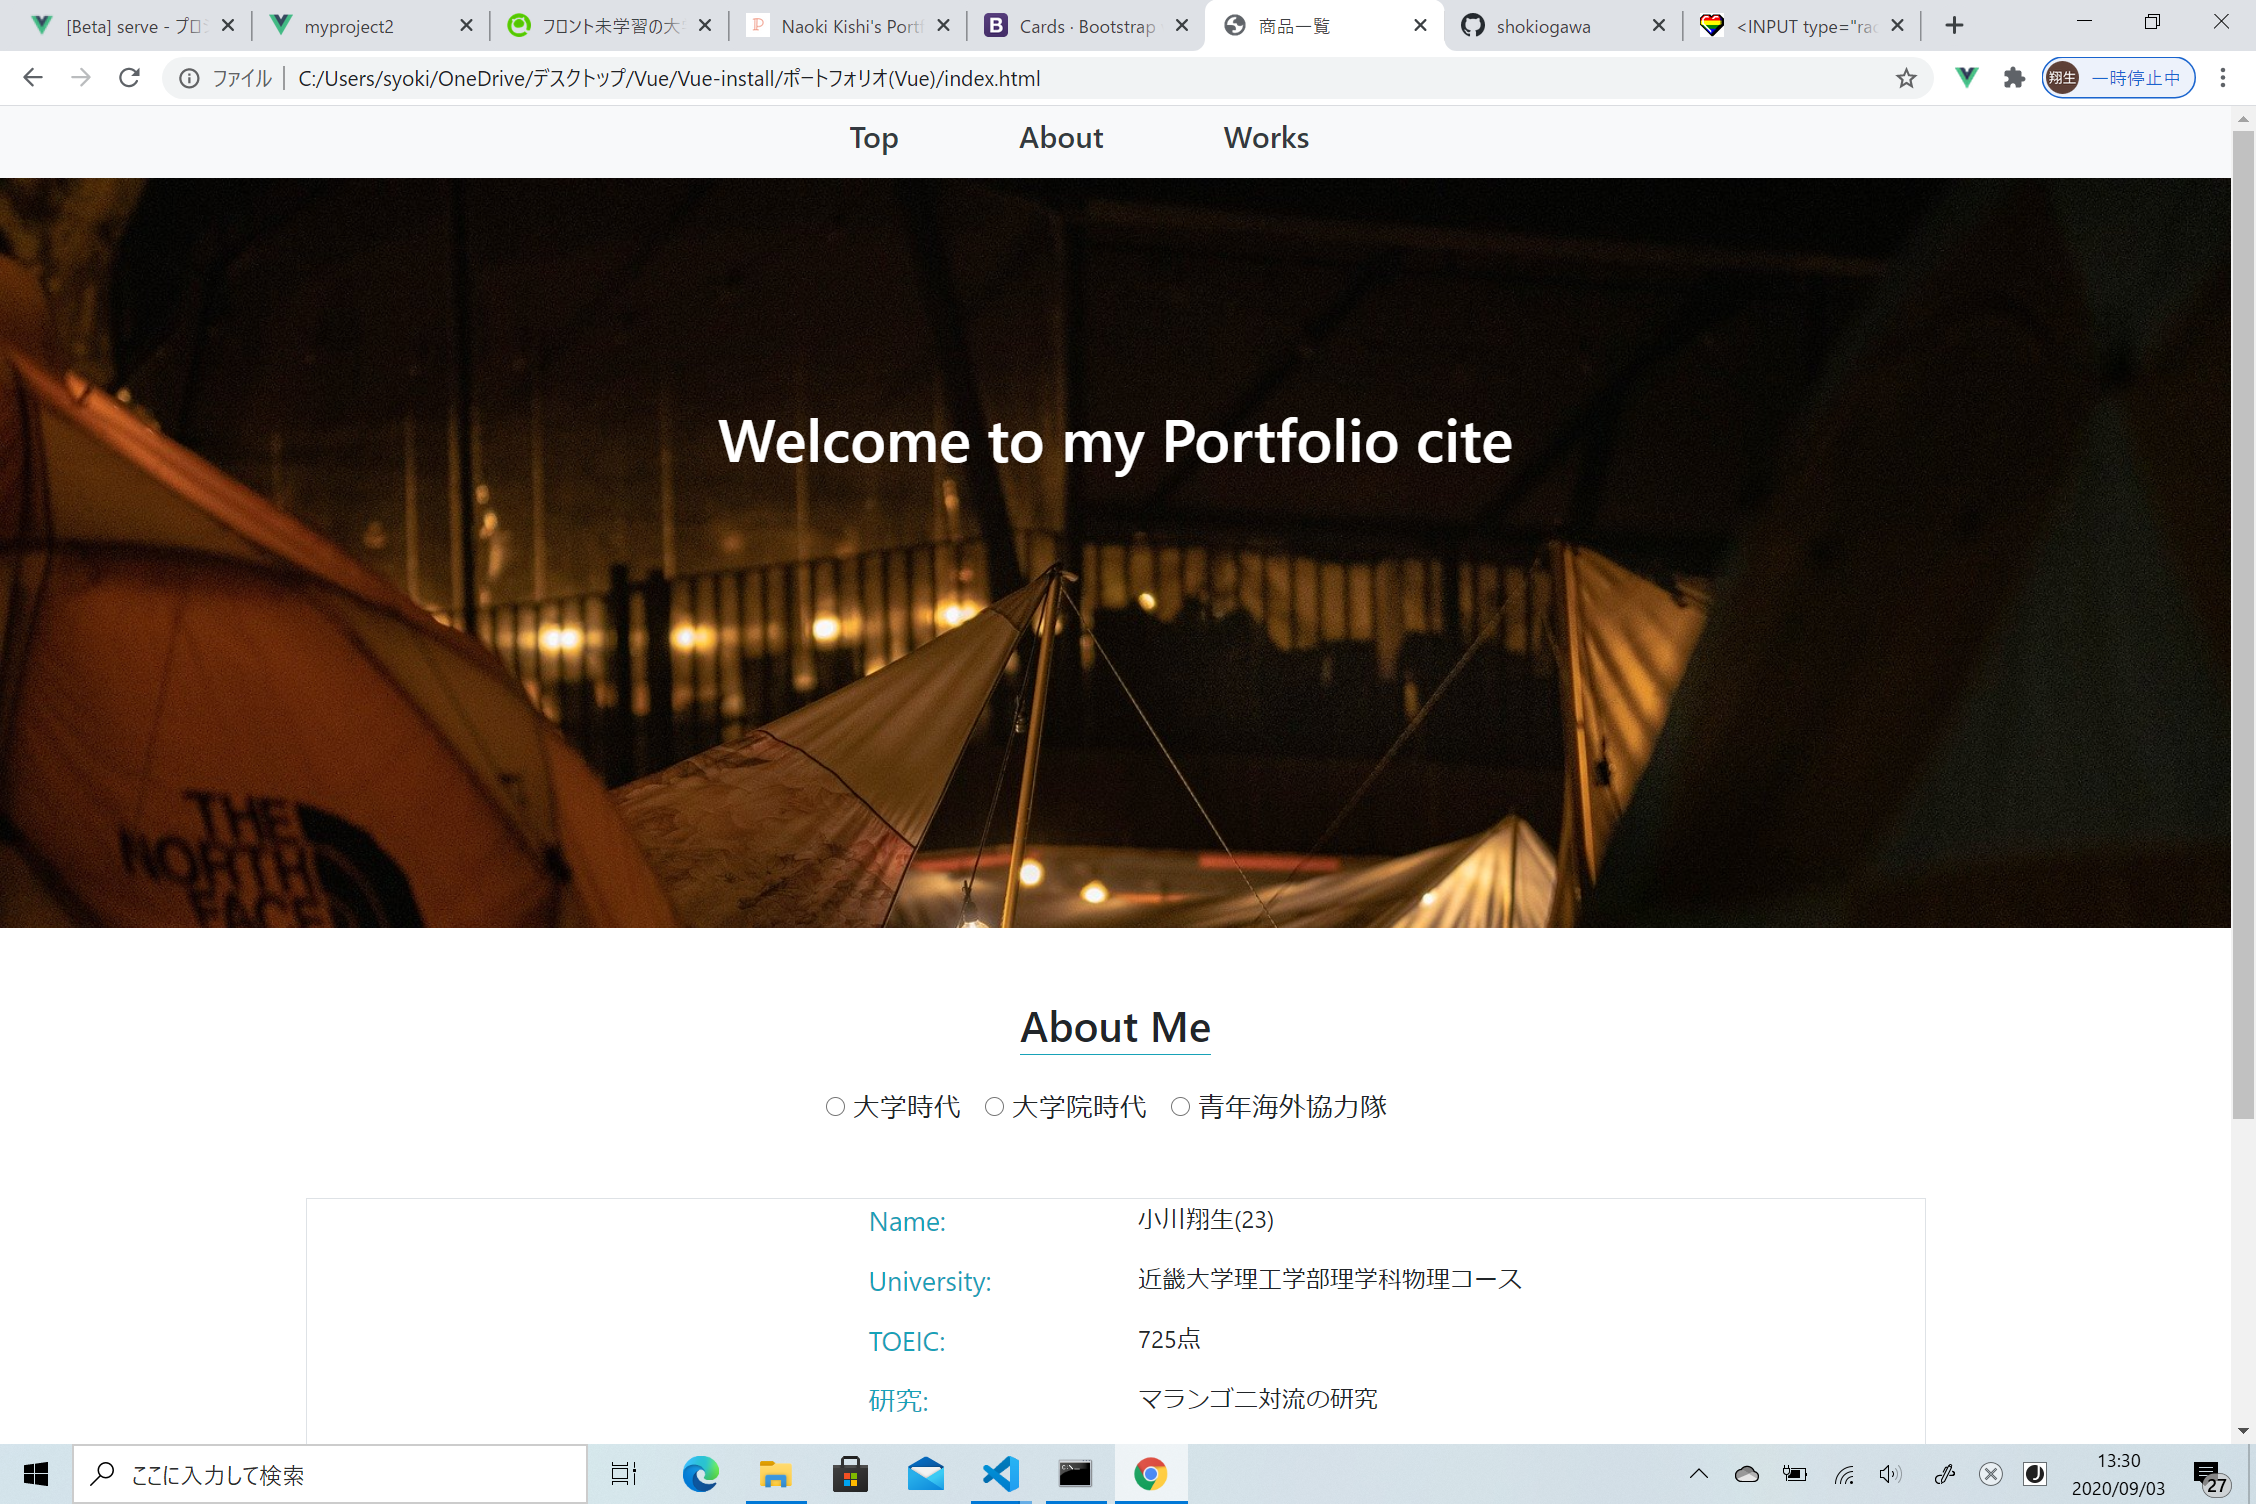 [Beta] serve - プロジ
myproject2
フロント未学習の大学
Naoki Kishi's Portf
Cards · Bootstrap
商品一覧
shokiogawa
<INPUT type="rac
ファイル
C:/Users/syoki/OneDrive/デスクトップ/Vue/Vue-install/ポートフォリオ(Vue)/index.html
翔生 一時停止中
Top About Works
Welcome to my Portfolio cite
THE
NORTH
FACE
About Me
大学時代 大学院時代 青年海外協力隊
Name: 小川翔生(23)
University: 近畿大学理工学部理学科物理コース
TOEIC: 725点
研究: マランゴニ対流の研究
ここに入力して検索
13:30
2020/09/03
27